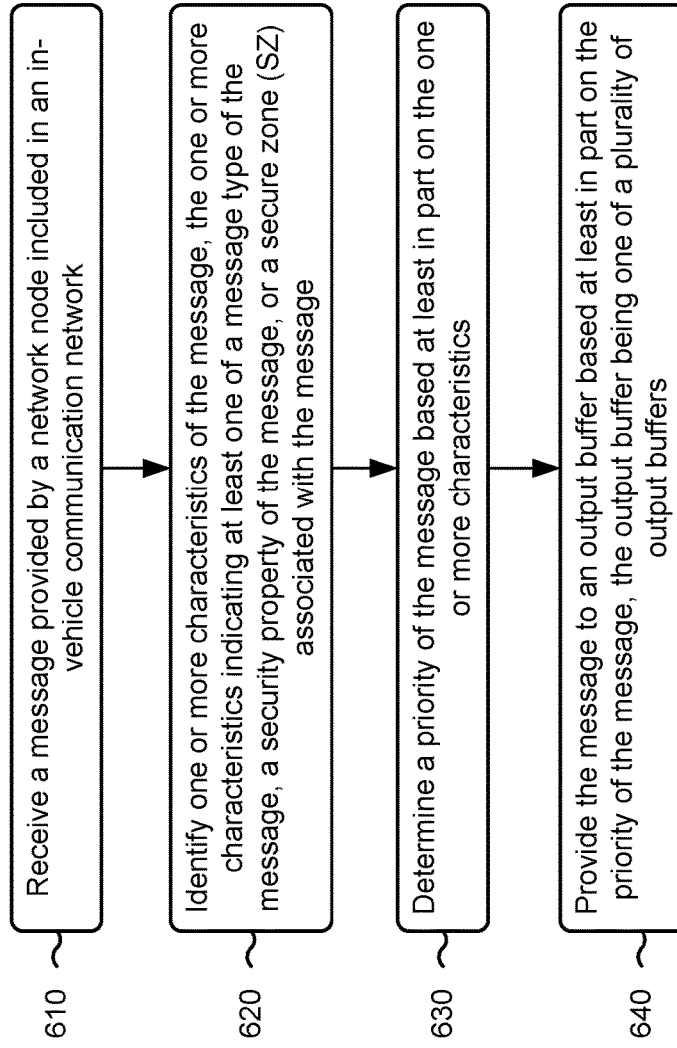 610
Receive a message provided by a network node included in an in-
vehicle communication network
620
Identify one or more characteristics of the message, the one or more
characteristics indicating at least one of a message type of the
message, a security property of the message, or a secure zone (SZ)
associated with the message
630
Determine a priority of the message based at least in part on the one
or more characteristics
640
Provide the message to an output buffer based at least in part on the
priority of the message, the output buffer being one of a plurality of
output buffers